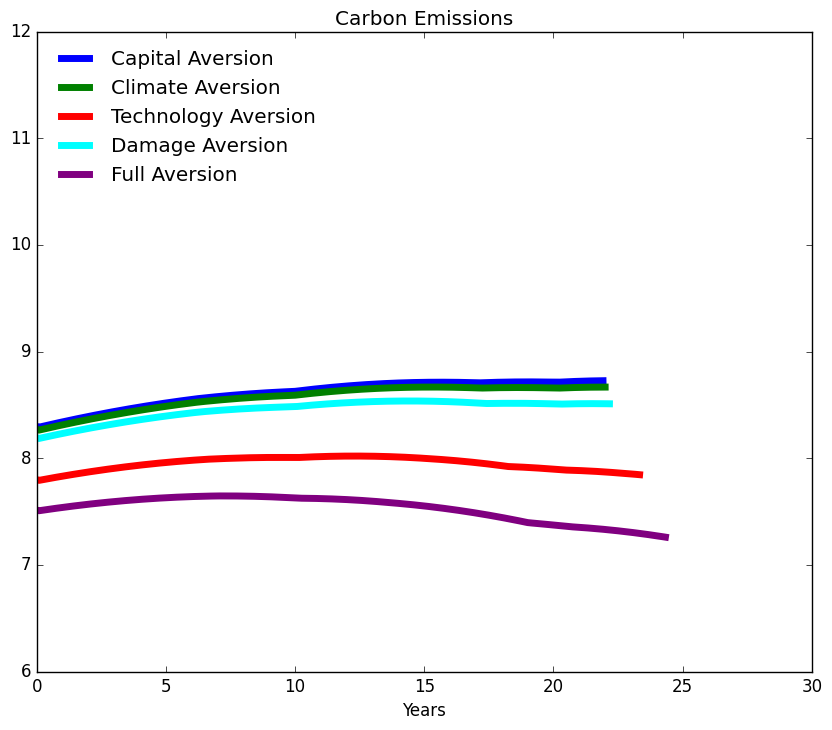 Carbon Emissions
12
11
10
9
8
7
6
Capital Aversion
Climate Aversion
Technology Aversion
Damage Aversion
Full Aversion
0 5 10 15 20 25 30
Years